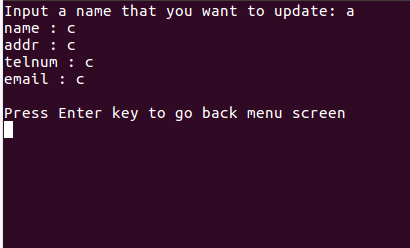 Input a name that you want to update: a
name : c
addr : c
telnum : c
email : c
Press Enter key to go back menu screen